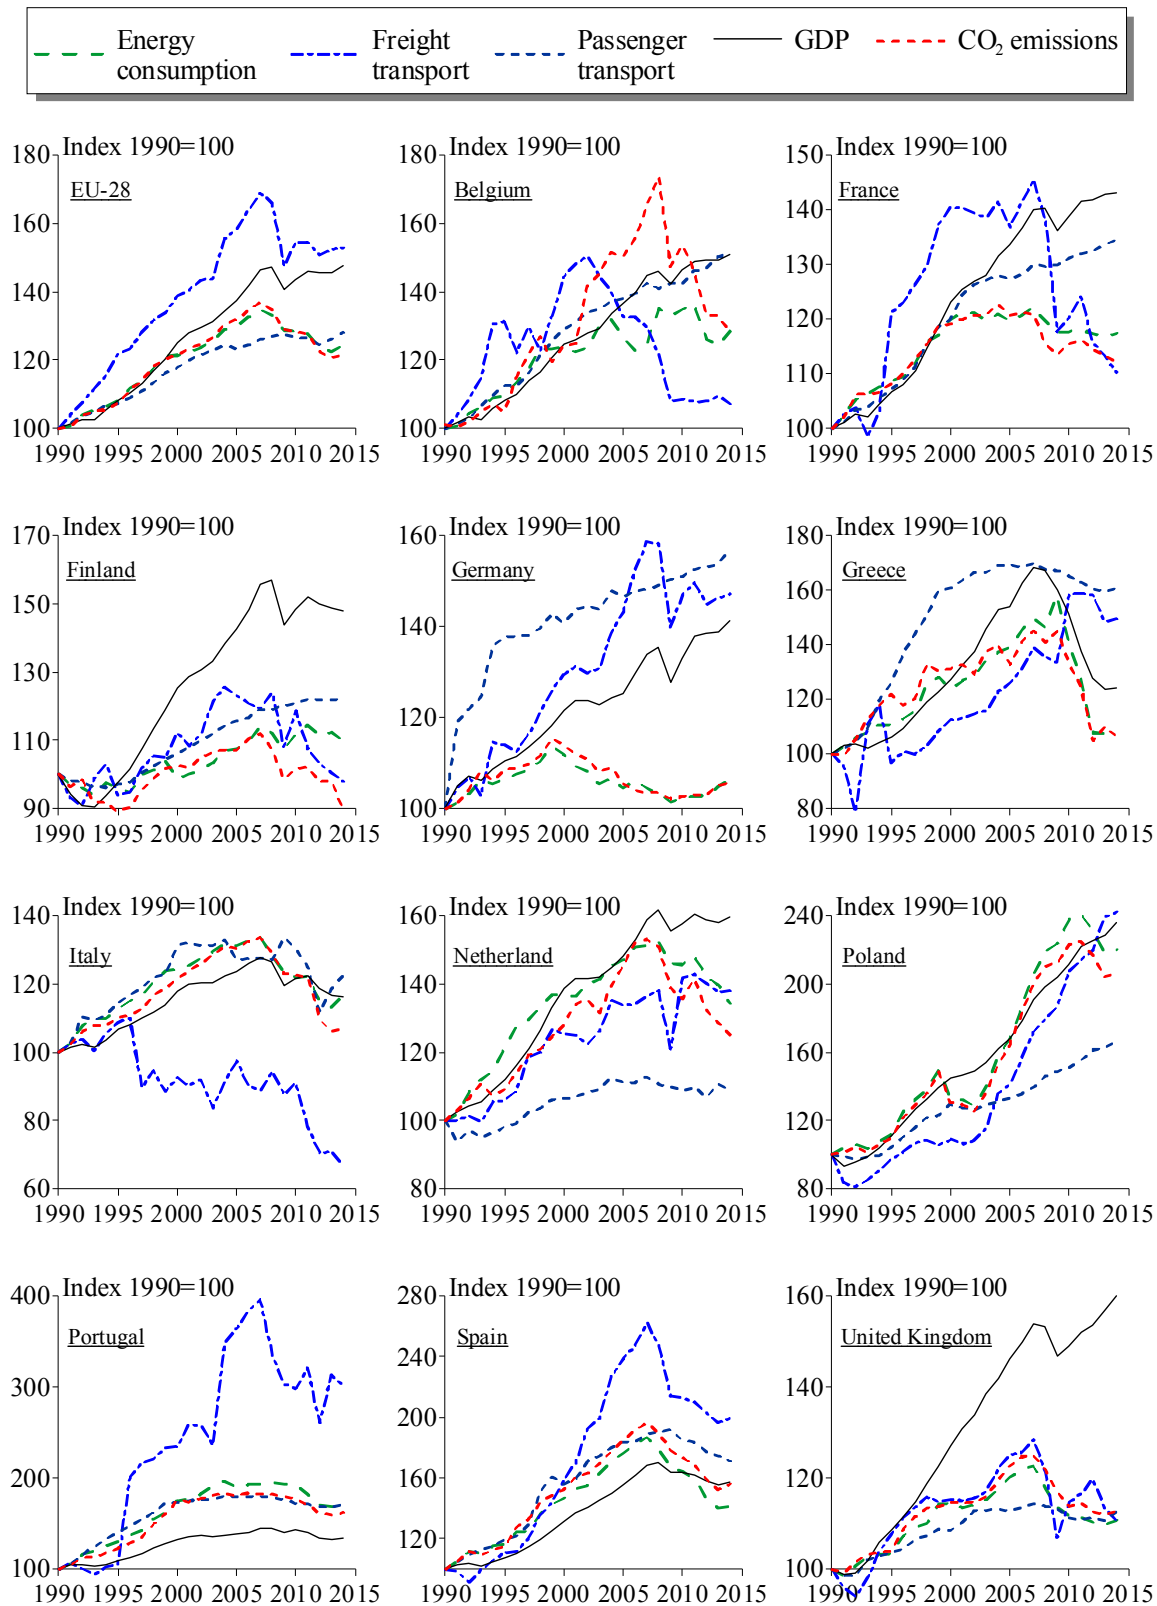 Energy consumption
Freight transport
Passenger transport
GDP
CO₂ emissions
Index 1990=100
EU-28
180
160
140
120
100
1990 1995 2000 2005 2010 2015
Index 1990=100
Belgium
180
160
140
120
100
1990 1995 2000 2005 2010 2015
Index 1990=100
France
150
140
130
120
110
100
1990 1995 2000 2005 2010 2015
Index 1990=100
Finland
170
150
130
110
90
1990 1995 2000 2005 2010 2015
Index 1990=100
Germany
160
140
120
100
1990 1995 2000 2005 2010 2015
Index 1990=100
Greece
180
160
140
120
100
80
1990 1995 2000 2005 2010 2015
Index 1990=100
Italy
140
120
100
80
60
1990 1995 2000 2005 2010 2015
Index 1990=100
Netherland
160
140
120
100
80
1990 1995 2000 2005 2010 2015
Index 1990=100
Poland
240
200
160
120
80
1990 1995 2000 2005 2010 2015
Index 1990=100
Portugal
400
300
200
100
1990 1995 2000 2005 2010 2015
Index 1990=100
Spain
280
240
200
160
120
1990 1995 2000 2005 2010 2015
Index 1990=100
United Kingdom
160
140
120
100
1990 1995 2000 2005 2010 2015